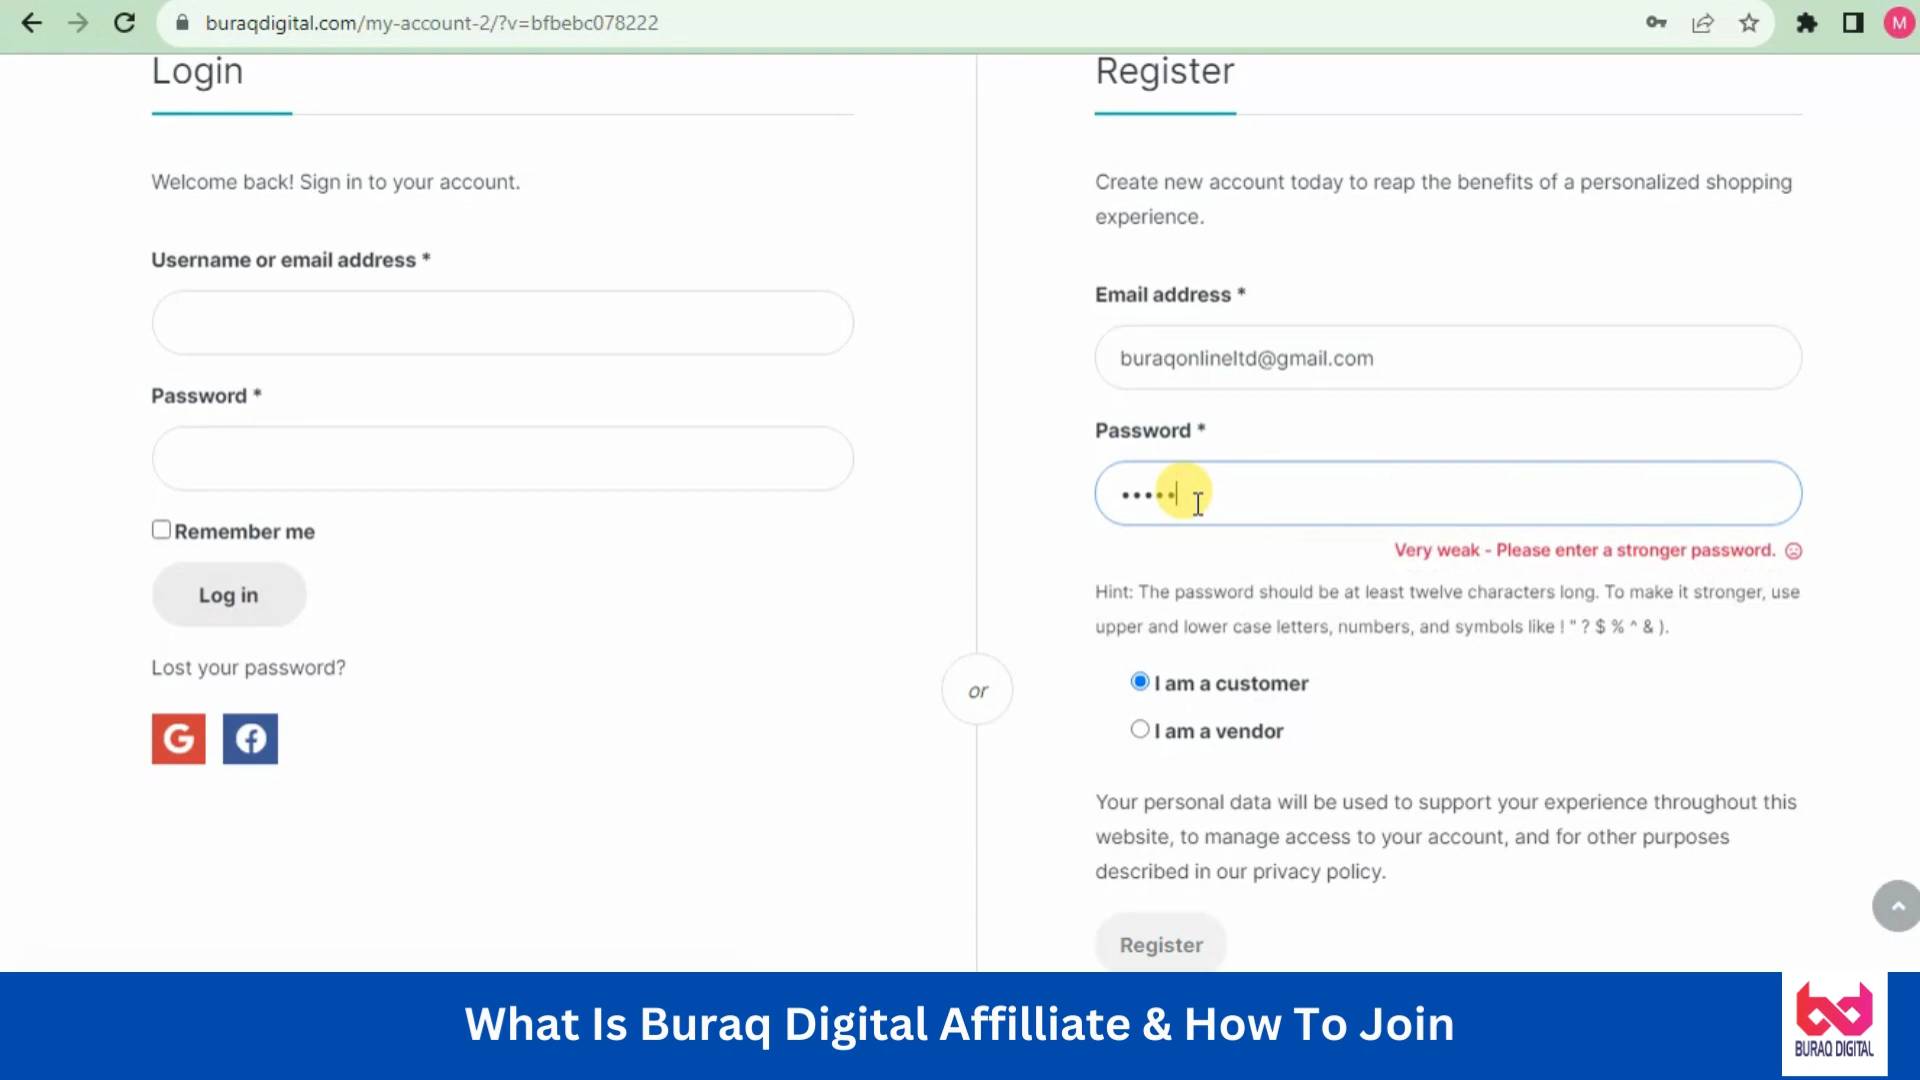 buraqdigital.com/my-account-2/?v=bfbebc078222
M
Login
Welcome back! Sign in to your account.
Username or email address *
Password *
Remember me
Log in
Lost your password?
G
or
Register
Create new account today to reap the benefits of a personalized shopping
experience.
Email address *
buraqonlineltd@gmail.com
Password *
•••••
Very weak - Please enter a stronger password.
Hint: The password should be at least twelve characters long. To make it stronger, use
upper and lower case letters, numbers, and symbols like ! " ? $ % ^ & ).
I am a customer
I am a vendor
Your personal data will be used to support your experience throughout this
website, to manage access to your account, and for other purposes
described in our privacy policy.
Register
What Is Buraq Digital Affilliate & How To Join
BURAQ DIGITAL